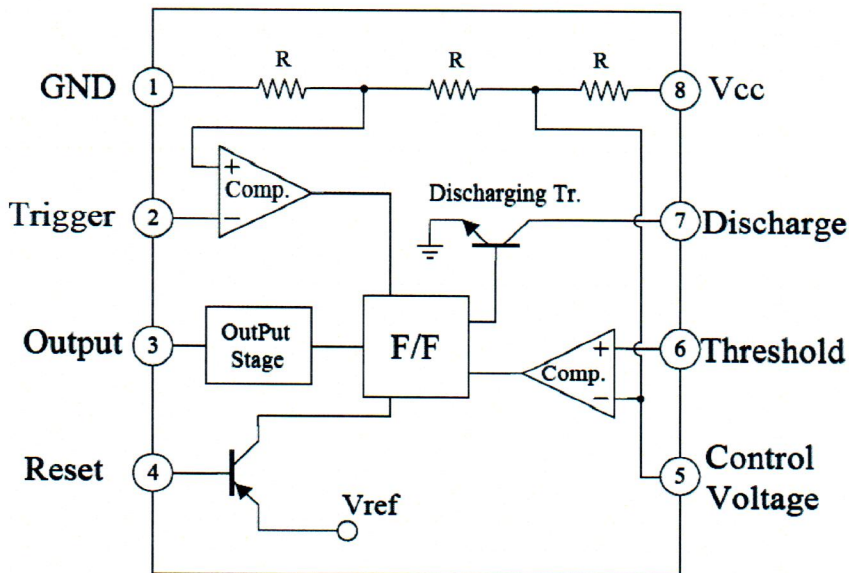 R
R
R
GND
1
8
Vcc
+
Comp.
−
Trigger
2
Discharging Tr.
7
Discharge
Output
3
OutPut
Stage
F/F
+
Comp.
−
6
Threshold
Reset
4
Vref
5
Control
Voltage